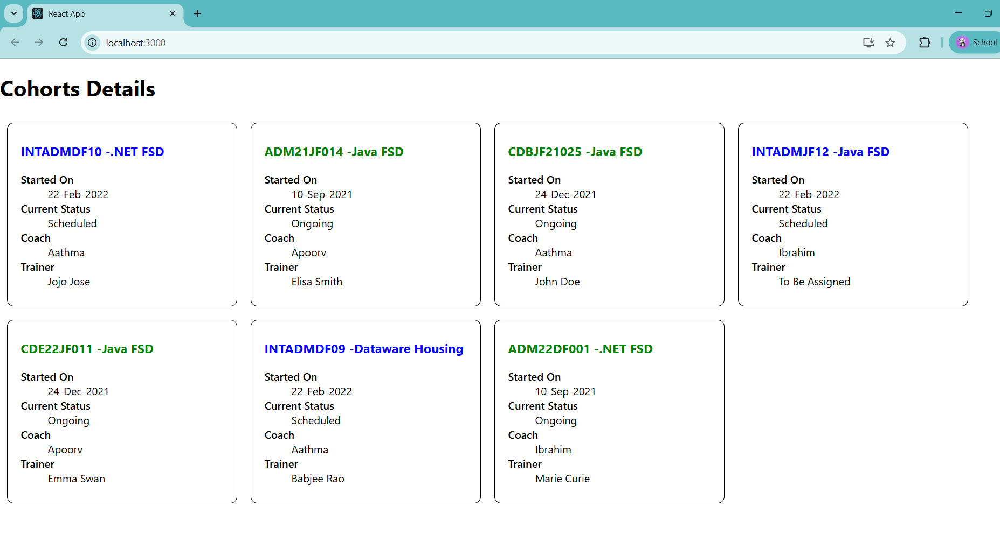 React App
localhost:3000
School
Cohorts Details
INTADMDF10 -.NET FSD
Started On
22-Feb-2022
Current Status
Scheduled
Coach
Aathma
Trainer
Jojo Jose
ADM21JF014 -Java FSD
Started On
10-Sep-2021
Current Status
Ongoing
Coach
Apoorv
Trainer
Elisa Smith
CDBJF21025 -Java FSD
Started On
24-Dec-2021
Current Status
Ongoing
Coach
Aathma
Trainer
John Doe
INTADMJF12 -Java FSD
Started On
22-Feb-2022
Current Status
Scheduled
Coach
Ibrahim
Trainer
To Be Assigned
CDE22JF011 -Java FSD
Started On
24-Dec-2021
Current Status
Ongoing
Coach
Apoorv
Trainer
Emma Swan
INTADMDF09 -Dataware Housing
Started On
22-Feb-2022
Current Status
Scheduled
Coach
Aathma
Trainer
Babjee Rao
ADM22DF001 -.NET FSD
Started On
10-Sep-2021
Current Status
Ongoing
Coach
Ibrahim
Trainer
Marie Curie